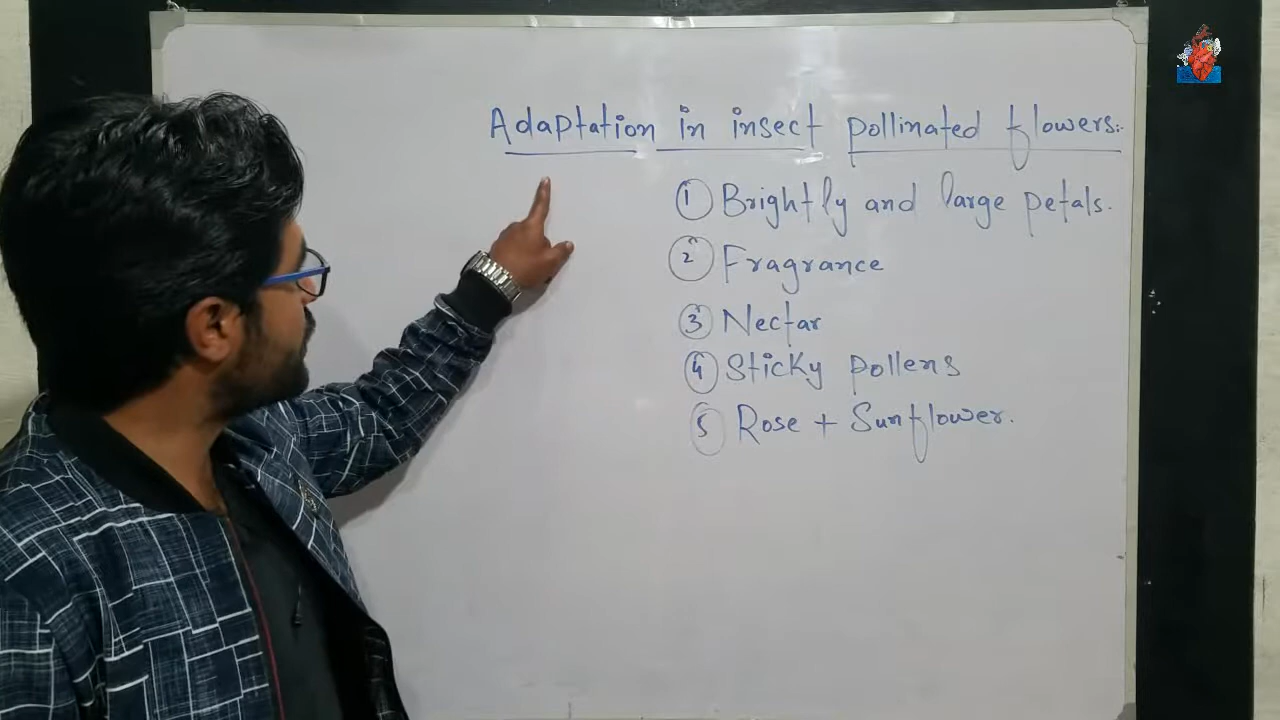 Adaptation in insect pollinated flowers:-
① Brightly and large petals.
② Fragrance
③ Nectar
④ Sticky pollens
⑤ Rose + Sunflower.